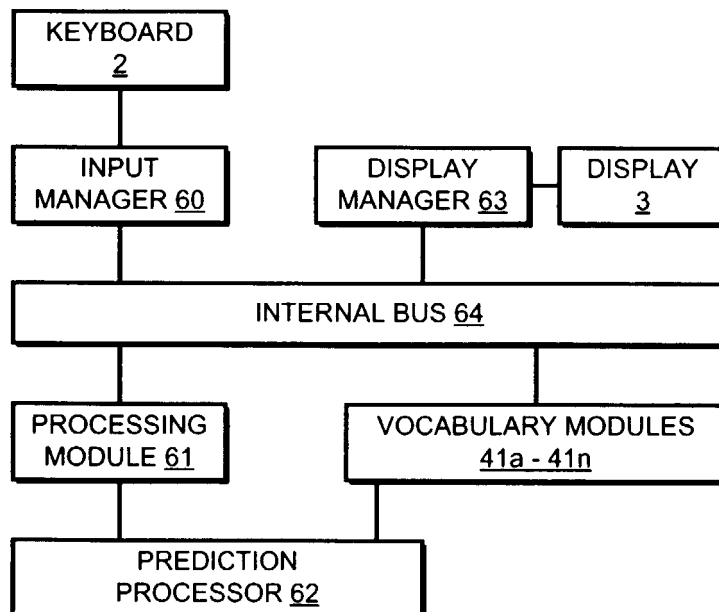 KEYBOARD
2
INPUT
MANAGER 60
DISPLAY
MANAGER 63
DISPLAY
3
INTERNAL BUS 64
PROCESSING
MODULE 61
VOCABULARY MODULES
41a - 41n
PREDICTION
PROCESSOR 62